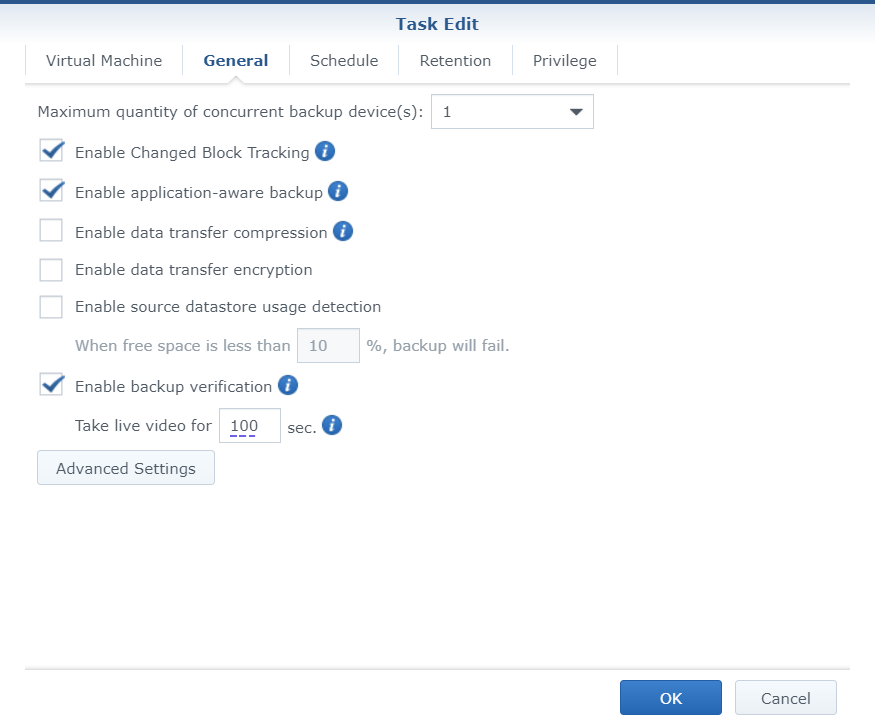 Task Edit
Virtual Machine General Schedule Retention Privilege
Maximum quantity of concurrent backup device(s): 1
Enable Changed Block Tracking i
Enable application-aware backup i
Enable data transfer compression i
Enable data transfer encryption
Enable source datastore usage detection
When free space is less than 10 %, backup will fail.
Enable backup verification i
Take live video for 100 sec. i
Advanced Settings
OK Cancel